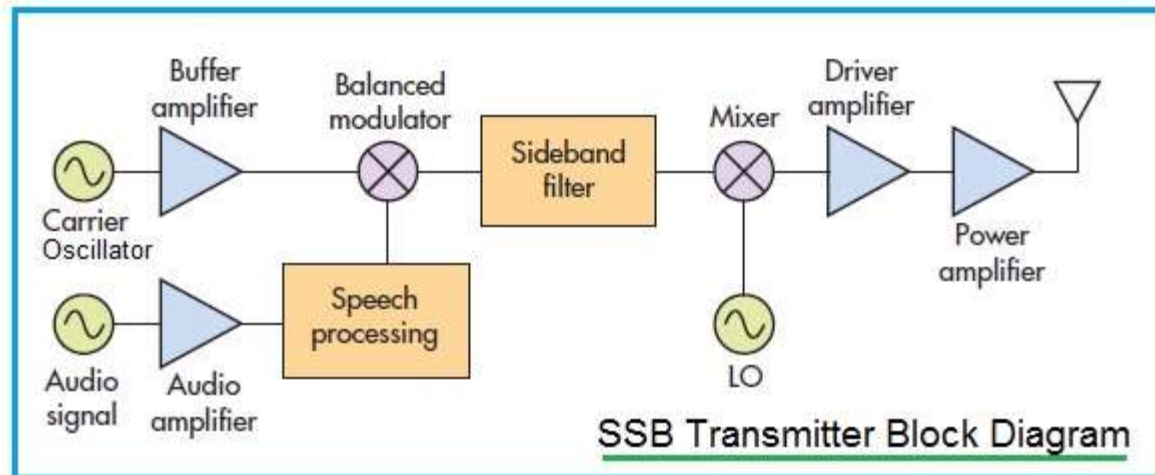 Buffer
amplifier
Balanced
modulator
Sideband
filter
Mixer
Driver
amplifier
Power
amplifier
Carrier
Oscillator
Speech
processing
Audio
signal
Audio
amplifier
LO
SSB Transmitter Block Diagram